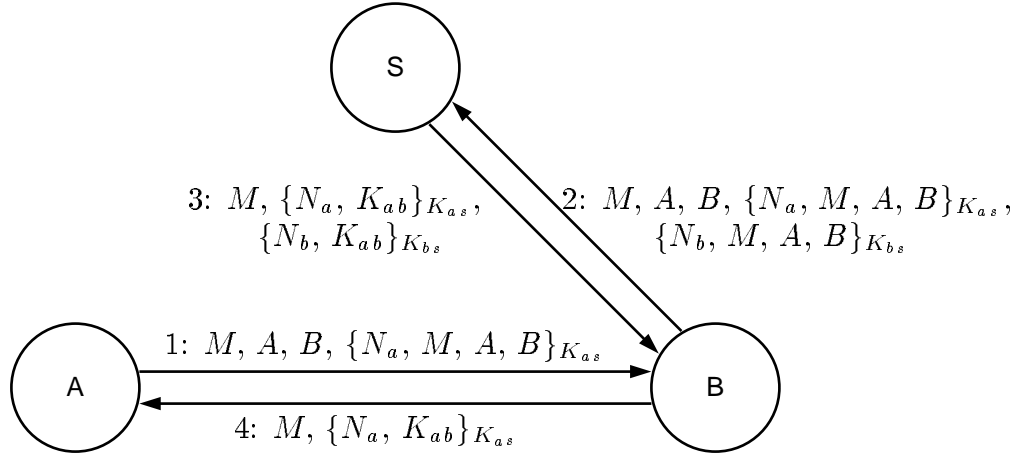 S
3: M, {N_a, K_ab}_K_as,
{N_b, K_ab}_K_bs
2: M, A, B, {N_a, M, A, B}_K_as,
{N_b, M, A, B}_K_bs
1: M, A, B, {N_a, M, A, B}_K_as
A
B
4: M, {N_a, K_ab}_K_as